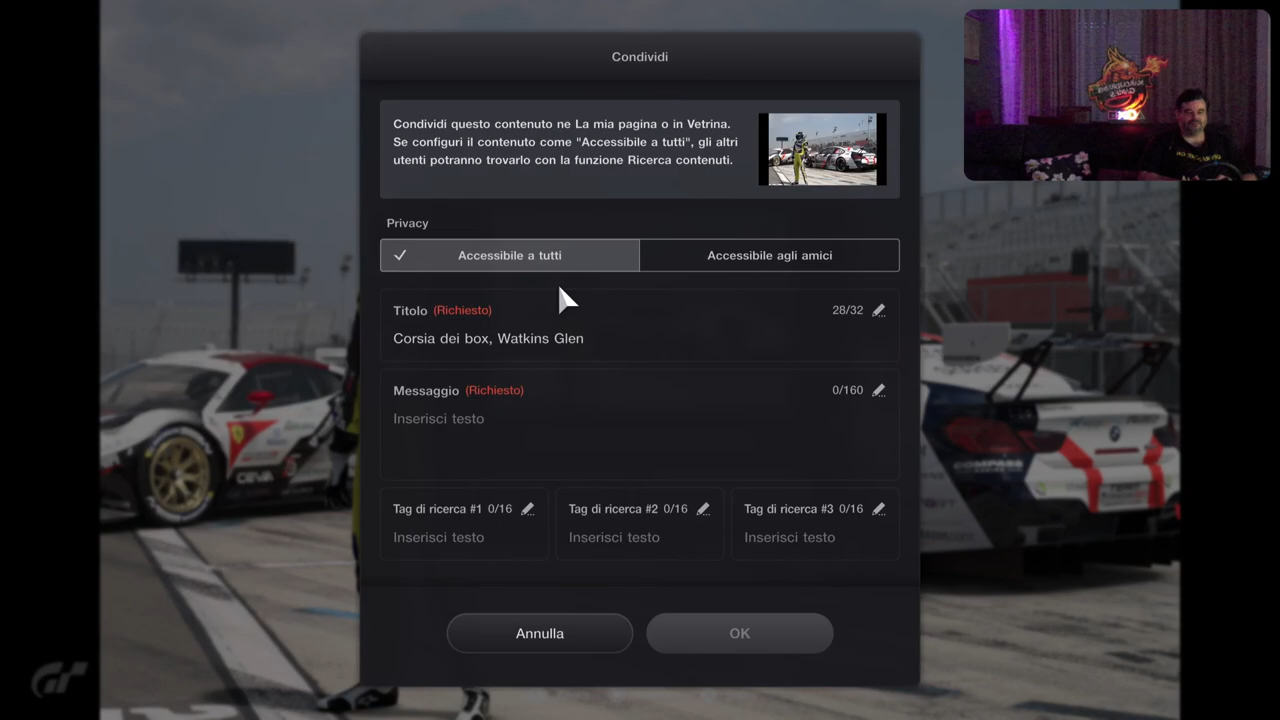 Condividi
Condividi questo contenuto ne La mia pagina o in Vetrina.
Se configuri il contenuto come "Accessibile a tutti", gli altri
utenti potranno trovarlo con la funzione Ricerca contenuti.
Privacy
Accessibile a tutti
Accessibile agli amici
Titolo (Richiesto) 28/32
Corsia dei box, Watkins Glen
Messaggio (Richiesto) 0/160
Inserisci testo
Tag di ricerca #1 0/16
Inserisci testo
Tag di ricerca #2 0/16
Inserisci testo
Tag di ricerca #3 0/16
Inserisci testo
Annulla
OK
CEVA
COMPASS
GT